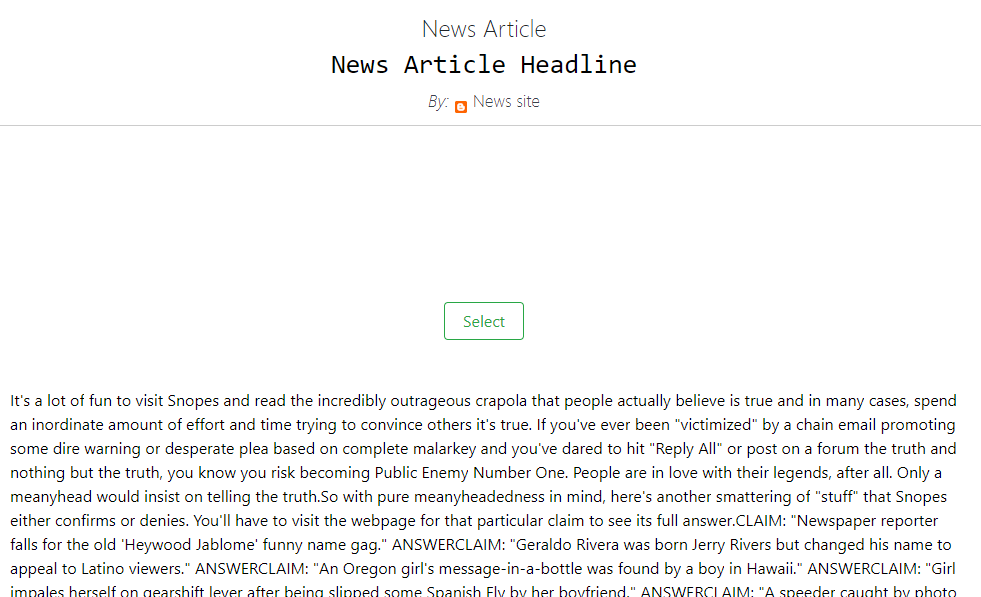 News Article
News Article Headline
By: News site
Select
It's a lot of fun to visit Snopes and read the incredibly outrageous crapola that people actually believe is true and in many cases, spend
an inordinate amount of effort and time trying to convince others it's true. If you've ever been "victimized" by a chain email promoting
some dire warning or desperate plea based on complete malarkey and you've dared to hit "Reply All" or post on a forum the truth and
nothing but the truth, you know you risk becoming Public Enemy Number One. People are in love with their legends, after all. Only a
meanyhead would insist on telling the truth.So with pure meanyheadedness in mind, here's another smattering of "stuff" that Snopes
either confirms or denies. You'll have to visit the webpage for that particular claim to see its full answer.CLAIM: "Newspaper reporter
falls for the old 'Heywood Jablome' funny name gag." ANSWERCLAIM: "Geraldo Rivera was born Jerry Rivers but changed his name to
appeal to Latino viewers." ANSWERCLAIM: "An Oregon girl's message-in-a-bottle was found by a boy in Hawaii." ANSWERCLAIM: "Girl
impales herself on gearshift lever after being slipped some Spanish Fly by her boyfriend." ANSWERCLAIM: "A speeder caught by photo